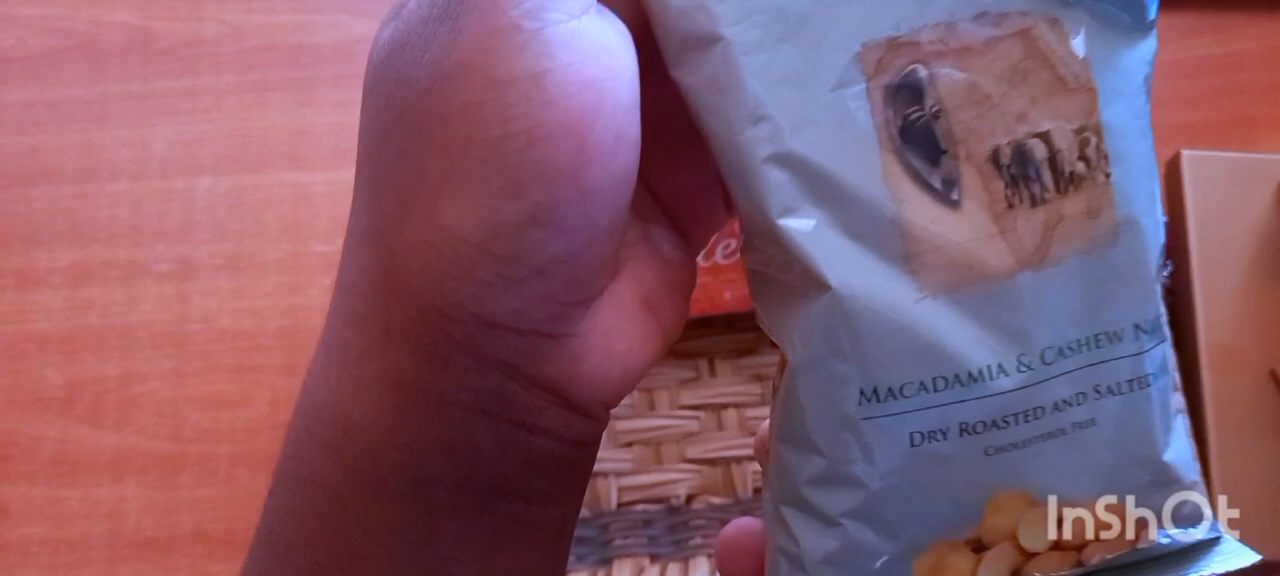 MACADAMIA & CASHEW
DRY ROASTED AND SALTED
CHOLESTEROL FREE
InShOt